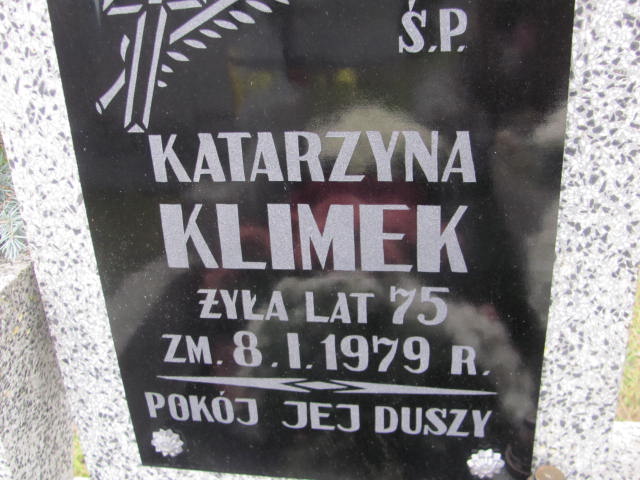 Ś.P.
KATARZYNA
KLIMEK
ŻYŁA LAT 75
ZM. 8. I. 1979 R.
POKÓJ JEJ DUSZY